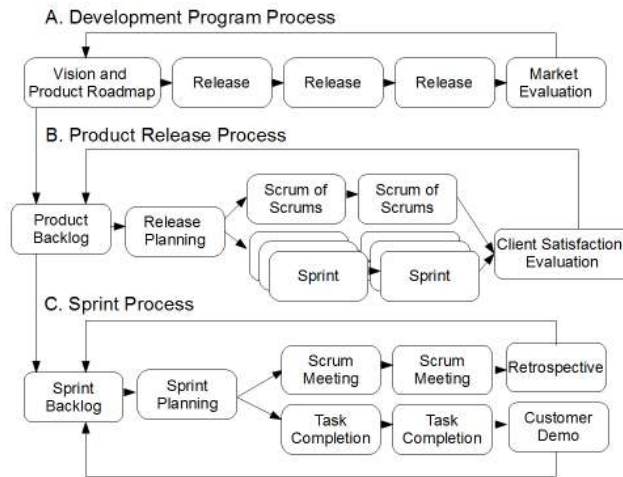 A. Development Program Process
Vision and
Product Roadmap
Release
Release
Release
Market
Evaluation
B. Product Release Process
Product
Backlog
Release
Planning
Scrum of
Scrums
Scrum of
Scrums
Sprint
Sprint
Client Satisfaction
Evaluation
C. Sprint Process
Sprint
Backlog
Sprint
Planning
Scrum
Meeting
Scrum
Meeting
Retrospective
Task
Completion
Task
Completion
Customer
Demo